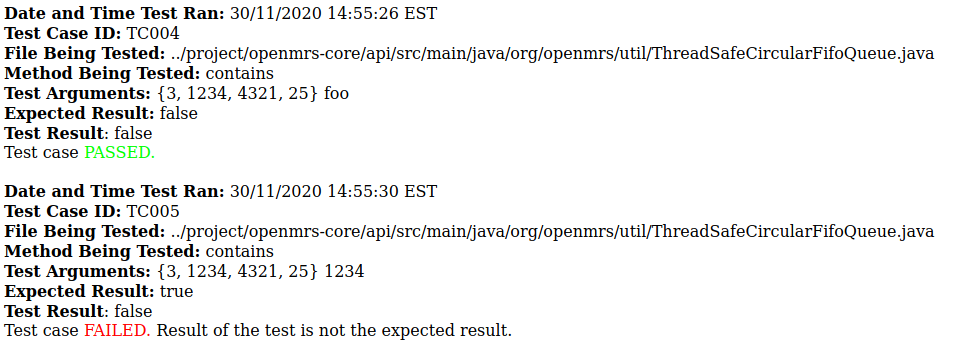 Date and Time Test Ran: 30/11/2020 14:55:26 EST
Test Case ID: TC004
File Being Tested: ../project/openmrs-core/api/src/main/java/org/openmrs/util/ThreadSafeCircularFifoQueue.java
Method Being Tested: contains
Test Arguments: {3, 1234, 4321, 25} foo
Expected Result: false
Test Result: false
Test case PASSED.
Date and Time Test Ran: 30/11/2020 14:55:30 EST
Test Case ID: TC005
File Being Tested: ../project/openmrs-core/api/src/main/java/org/openmrs/util/ThreadSafeCircularFifoQueue.java
Method Being Tested: contains
Test Arguments: {3, 1234, 4321, 25} 1234
Expected Result: true
Test Result: false
Test case FAILED. Result of the test is not the expected result.